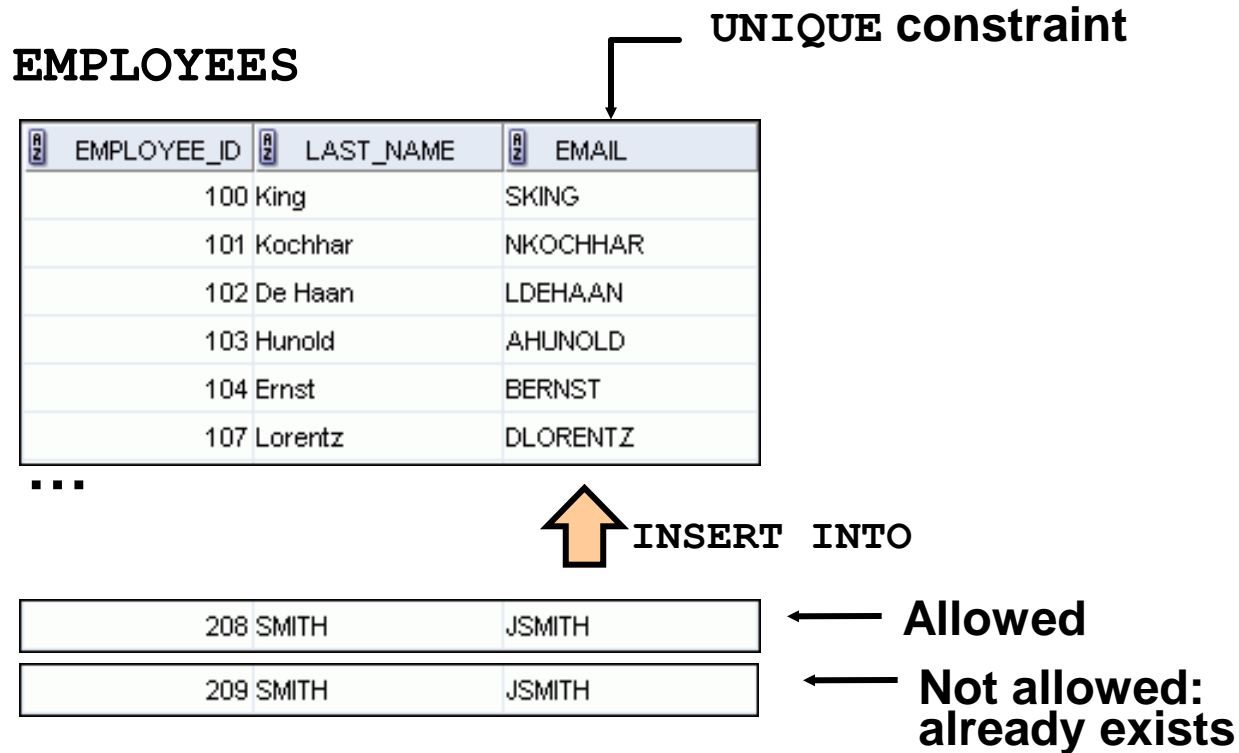 UNIQUE constraint
EMPLOYEES
EMPLOYEE_ID LAST_NAME EMAIL
100 King SKING
101 Kochhar NKOCHHAR
102 De Haan LDEHAAN
103 Hunold AHUNOLD
104 Ernst BERNST
107 Lorentz DLORENTZ
...
INSERT INTO
208 SMITH JSMITH
Allowed
209 SMITH JSMITH
Not allowed:
already exists